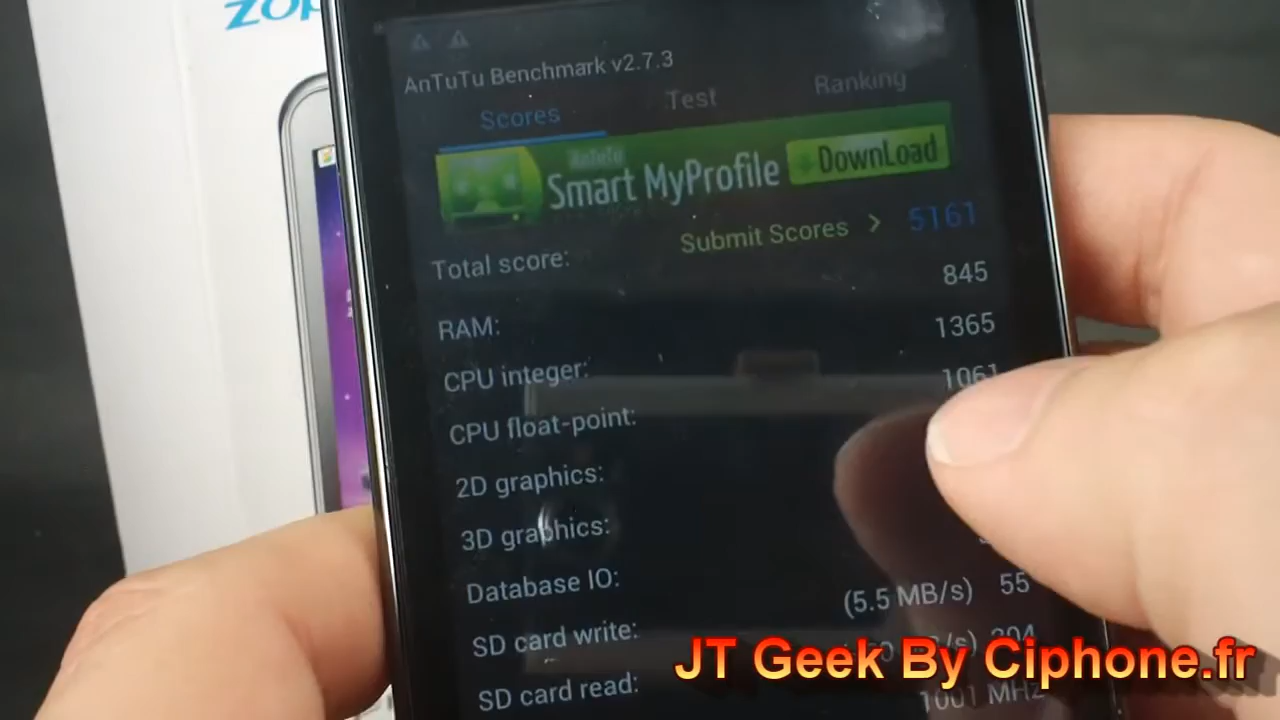 zop
AnTuTu Benchmark v2.7.3
Scores Test Ranking
AnTuTu
Smart MyProfile DownLoad
Submit Scores > 5161
Total score:
845
RAM:
1365
CPU integer:
1061
CPU float-point:
2D graphics:
3D graphics:
Database IO:
(5.5 MB/s) 55
SD card write:
SD card read:
1001 MHz
JT Geek By Ciphone.fr